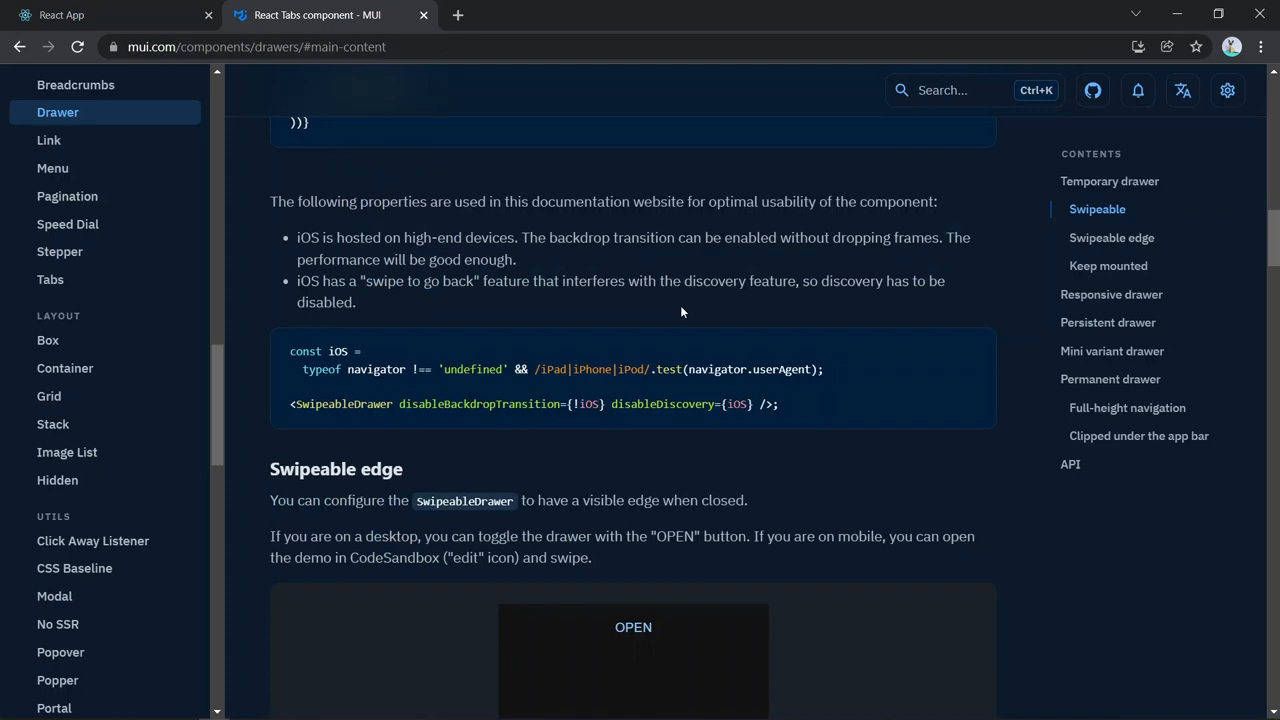 React App
React Tabs component - MUI
mui.com/components/drawers/#main-content
Breadcrumbs
Drawer
Link
Menu
Pagination
Speed Dial
Stepper
Tabs
LAYOUT
Box
Container
Grid
Stack
Image List
Hidden
UTILS
Click Away Listener
CSS Baseline
Modal
No SSR
Popover
Popper
Portal
Search...
Ctrl+K
))}
The following properties are used in this documentation website for optimal usability of the component:
• iOS is hosted on high-end devices. The backdrop transition can be enabled without dropping frames. The
performance will be good enough.
• iOS has a "swipe to go back" feature that interferes with the discovery feature, so discovery has to be
disabled.
const iOS =
typeof navigator !== 'undefined' && /iPad|iPhone|iPod/.test(navigator.userAgent);
<SwipeableDrawer disableBackdropTransition={!iOS} disableDiscovery={iOS} />;
Swipeable edge
You can configure the SwipeableDrawer to have a visible edge when closed.
If you are on a desktop, you can toggle the drawer with the "OPEN" button. If you are on mobile, you can open
the demo in CodeSandbox ("edit" icon) and swipe.
OPEN
CONTENTS
Temporary drawer
Swipeable
Swipeable edge
Keep mounted
Responsive drawer
Persistent drawer
Mini variant drawer
Permanent drawer
Full-height navigation
Clipped under the app bar
API